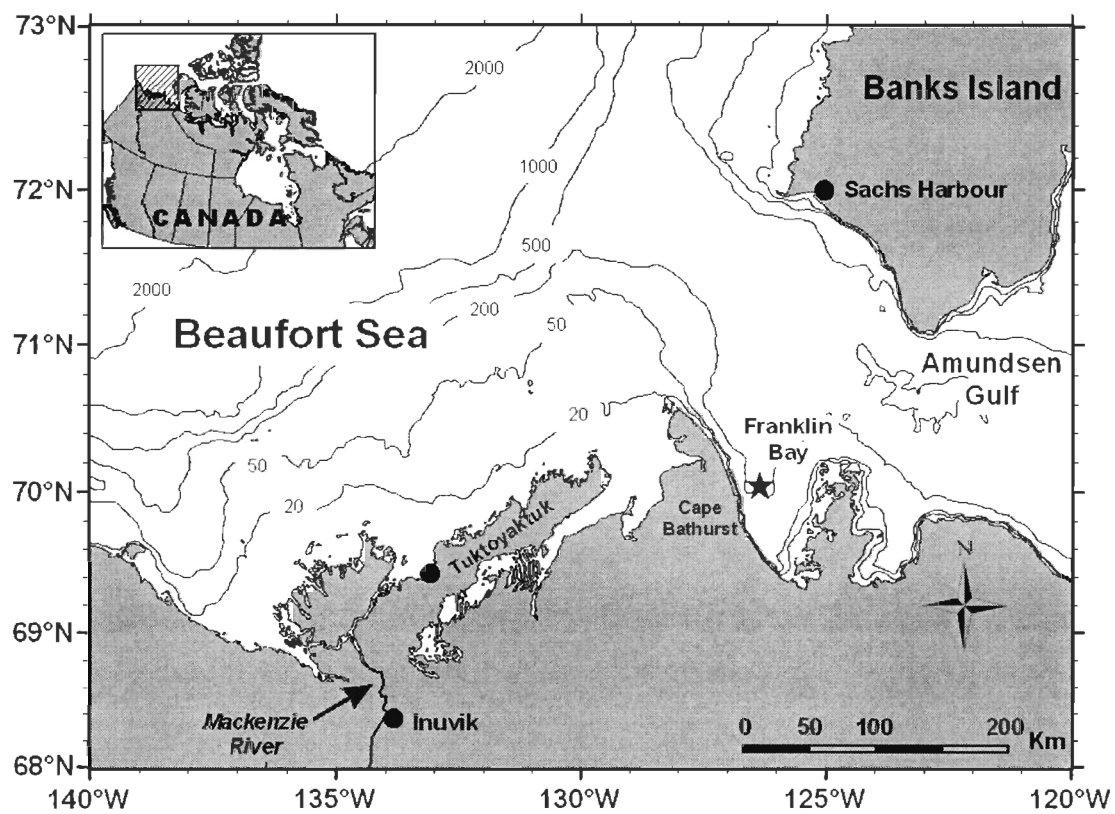 73°N
72°N
71°N
70°N
69°N
68°N
140°W
135°W
130°W
125°W
120°W
CANADA
2000
1000
500
200
50
20
2000
50
20
Beaufort Sea
Banks Island
Sachs Harbour
Amundsen
Gulf
Franklin
Bay
Cape
Bathurst
Tuktoyaktuk
Mackenzie
River
Inuvik
N
0 50 100 200
Km